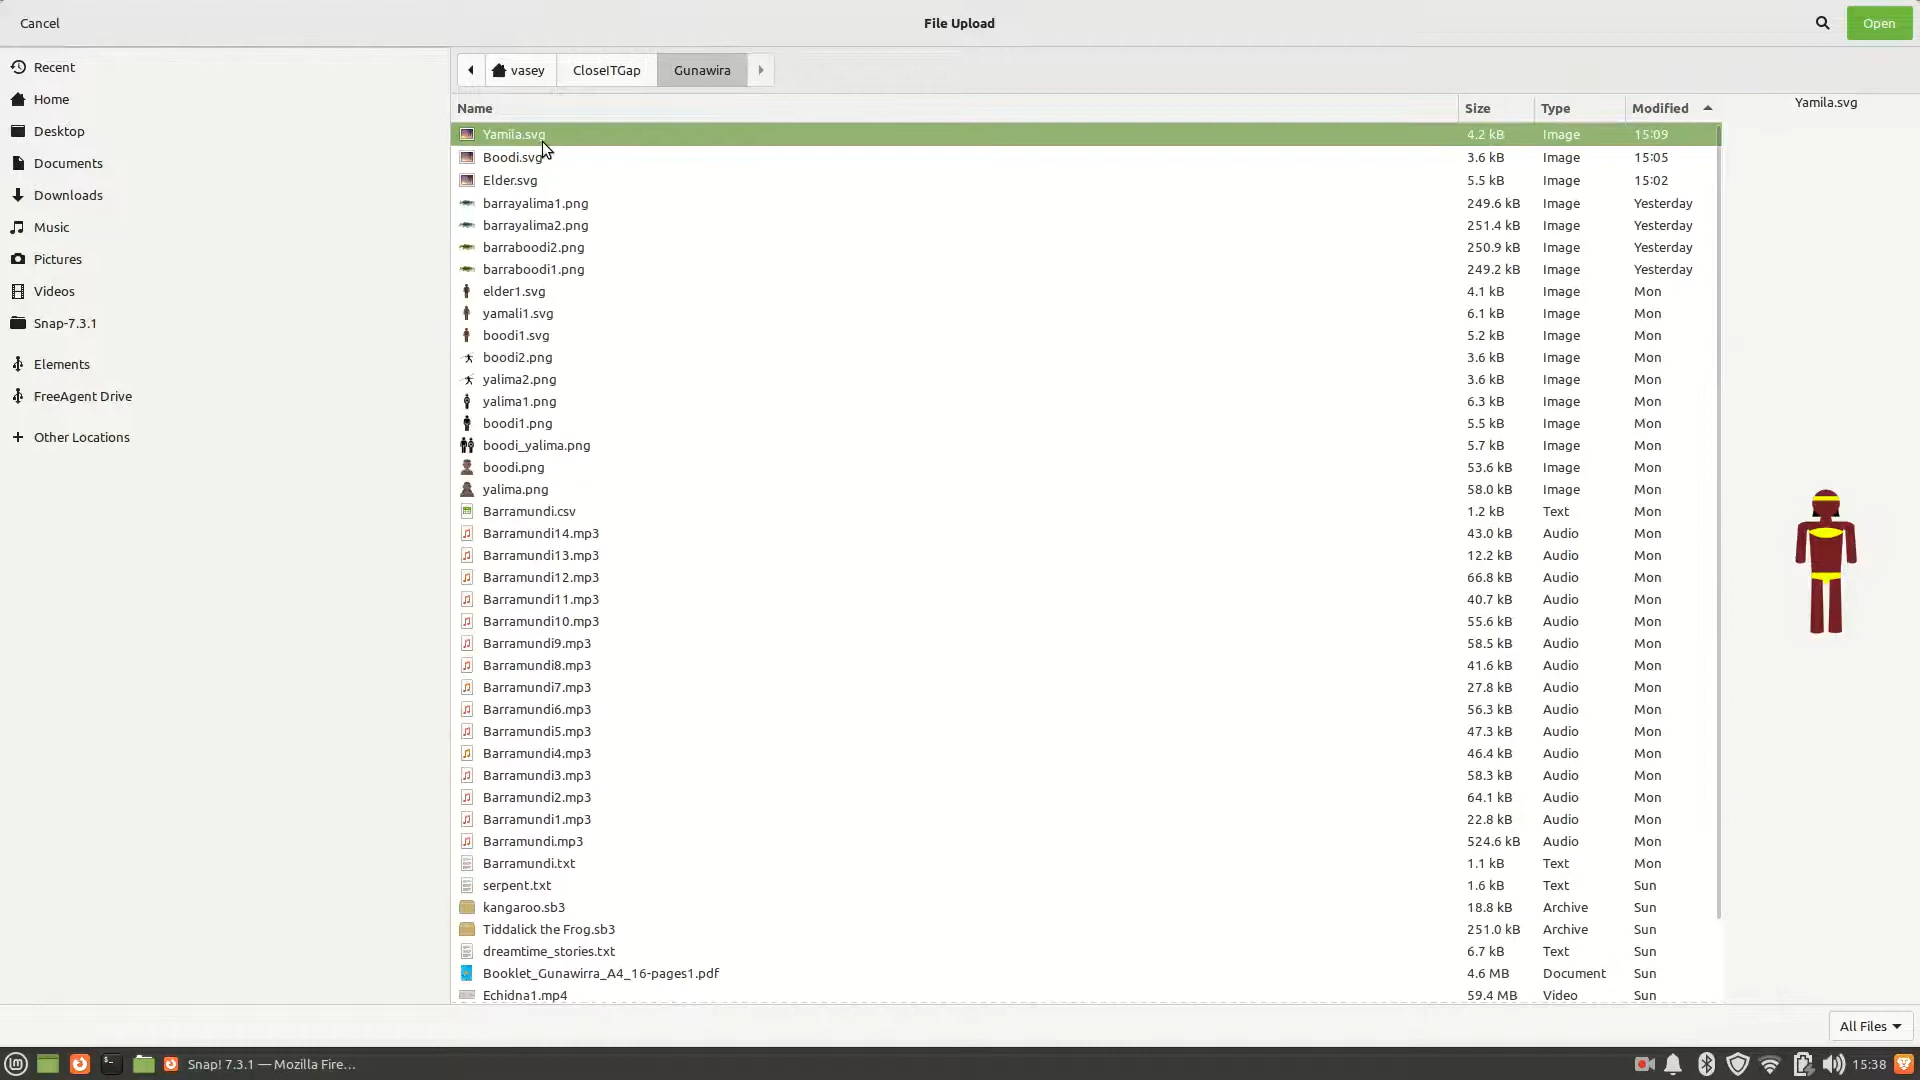 Cancel
File Upload
Open
Recent
Home
Desktop
Documents
Downloads
Music
Pictures
Videos
Snap-7.3.1
Elements
FreeAgent Drive
Other Locations
vasey CloseITGap Gunawira
Name Size Type Modified
Yamila.svg 4.2 kB Image 15:09
Boodi.svg 3.6 kB Image 15:05
Elder.svg 5.5 kB Image 15:02
barrayalima1.png 249.6 kB Image Yesterday
barrayalima2.png 251.4 kB Image Yesterday
barraboodi2.png 250.9 kB Image Yesterday
barraboodi1.png 249.2 kB Image Yesterday
elder1.svg 4.1 kB Image Mon
yamali1.svg 6.1 kB Image Mon
boodi1.svg 5.2 kB Image Mon
boodi2.png 3.6 kB Image Mon
yalima2.png 3.6 kB Image Mon
yalima1.png 6.3 kB Image Mon
boodi1.png 5.5 kB Image Mon
boodi_yalima.png 5.7 kB Image Mon
boodi.png 53.6 kB Image Mon
yalima.png 58.0 kB Image Mon
Barramundi.csv 1.2 kB Text Mon
Barramundi14.mp3 43.0 kB Audio Mon
Barramundi13.mp3 12.2 kB Audio Mon
Barramundi12.mp3 66.8 kB Audio Mon
Barramundi11.mp3 40.7 kB Audio Mon
Barramundi10.mp3 55.6 kB Audio Mon
Barramundi9.mp3 58.5 kB Audio Mon
Barramundi8.mp3 41.6 kB Audio Mon
Barramundi7.mp3 27.8 kB Audio Mon
Barramundi6.mp3 56.3 kB Audio Mon
Barramundi5.mp3 47.3 kB Audio Mon
Barramundi4.mp3 46.4 kB Audio Mon
Barramundi3.mp3 58.3 kB Audio Mon
Barramundi2.mp3 64.1 kB Audio Mon
Barramundi1.mp3 22.8 kB Audio Mon
Barramundi.mp3 524.6 kB Audio Mon
Barramundi.txt 1.1 kB Text Mon
serpent.txt 1.6 kB Text Sun
kangaroo.sb3 18.8 kB Archive Sun
Tiddalick the Frog.sb3 251.0 kB Archive Sun
dreamtime_stories.txt 6.7 kB Text Sun
Booklet_Gunawirra_A4_16-pages1.pdf 4.6 MB Document Sun
Echidna1.mp4 59.4 MB Video Sun
Yamila.svg
All Files
Snap! 7.3.1 — Mozilla Fire...
15:38